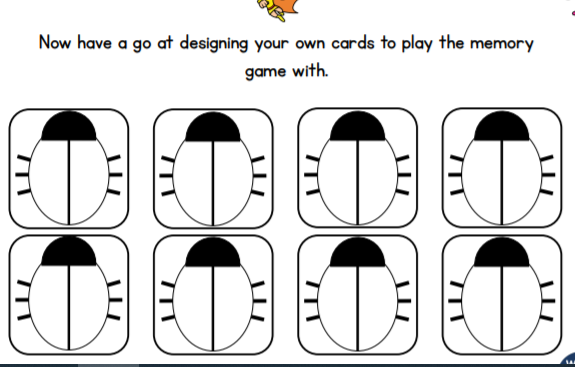 Now have a go at designing your own cards to play the memory
game with.